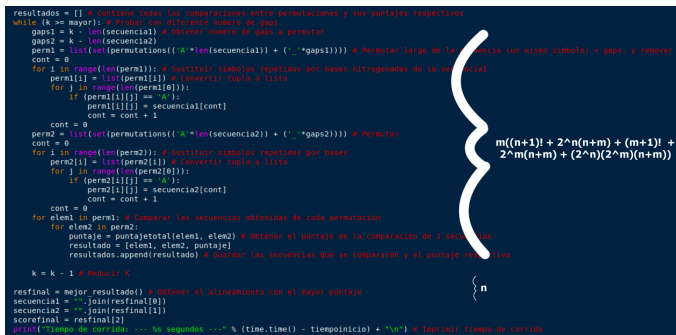 resultados = [] # Contiene todas las comparaciones entre permutaciones y sus puntajes respectivos
while (k >= mayor): # Probar con diferente número de gaps
gaps1 = k - len(secuencia1) # Obtener número de gaps a permutar
gaps2 = k - len(secuencia2)
perm1 = list(set(permutations(('A'*len(secuencia1)) + ('_'*gaps1)))) # Permutar largo de la secuencia (un mismo símbolo) + gaps, y remover
cont = 0
for i in range(len(perm1)): # Sustituir símbolos repetidos por bases nitrogenadas de la secuencia1
perm1[i] = list(perm1[i]) # Convertir tupla a lista
for j in range(len(perm1[0])):
if (perm1[i][j] == 'A'):
perm1[i][j] = secuencia1[cont]
cont = cont + 1
cont = 0
perm2 = list(set(permutations(('A'*len(secuencia2)) + ('_'*gaps2)))) # Permutar
cont = 0
for i in range(len(perm2)): # Sustituir símbolos repetidos por bases
perm2[i] = list(perm2[i]) # Convertir tupla a lista
for j in range(len(perm2[0])):
if (perm2[i][j] == 'A'):
perm2[i][j] = secuencia2[cont]
cont = cont + 1
cont = 0
for elem1 in perm1: # Comparar las secuencias obtenidas de cada permutación
for elem2 in perm2:
puntaje = puntajetotal(elem1, elem2) # Obtener el puntaje de la comparación de 2 secuencias
resultado = [elem1, elem2, puntaje]
resultados.append(resultado) # Guardar las secuencias que se compararon y el puntaje respectivo
m((n+1)! + 2^n(n+m) + (m+1)! +
2^m(n+m) + (2^n)(2^m)(n+m))
k = k - 1 # Reducir K
n
resfinal = mejor_resultado() # Obtener el alineamiento con el mayor puntaje
secuencia1 = "".join(resfinal[0])
secuencia2 = "".join(resfinal[1])
scorefinal = resfinal[2]
print("Tiempo de corrida: --- %s segundos ---" % (time.time() - tiempoinicio) + "\n") # Imprimir tiempo de corrida